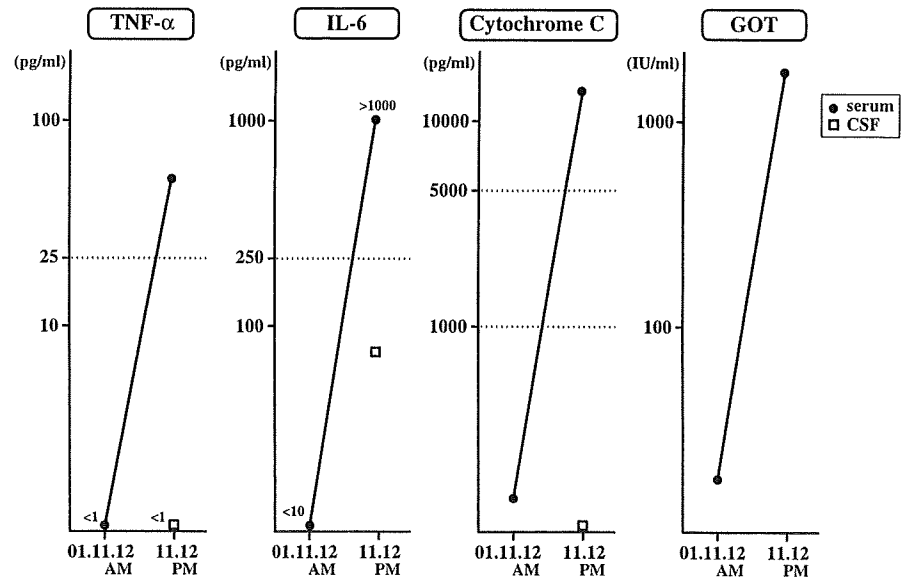 TNF-α
IL-6
Cytochrome C
GOT
(pg/ml)
(pg/ml)
(pg/ml)
(IU/ml)
100
25
10
<1
<1
01.11.12
AM
11.12
PM
>1000
1000
250
100
<10
01.11.12
AM
11.12
PM
10000
5000
1000
01.11.12
AM
11.12
PM
1000
100
01.11.12
AM
11.12
PM
serum
CSF